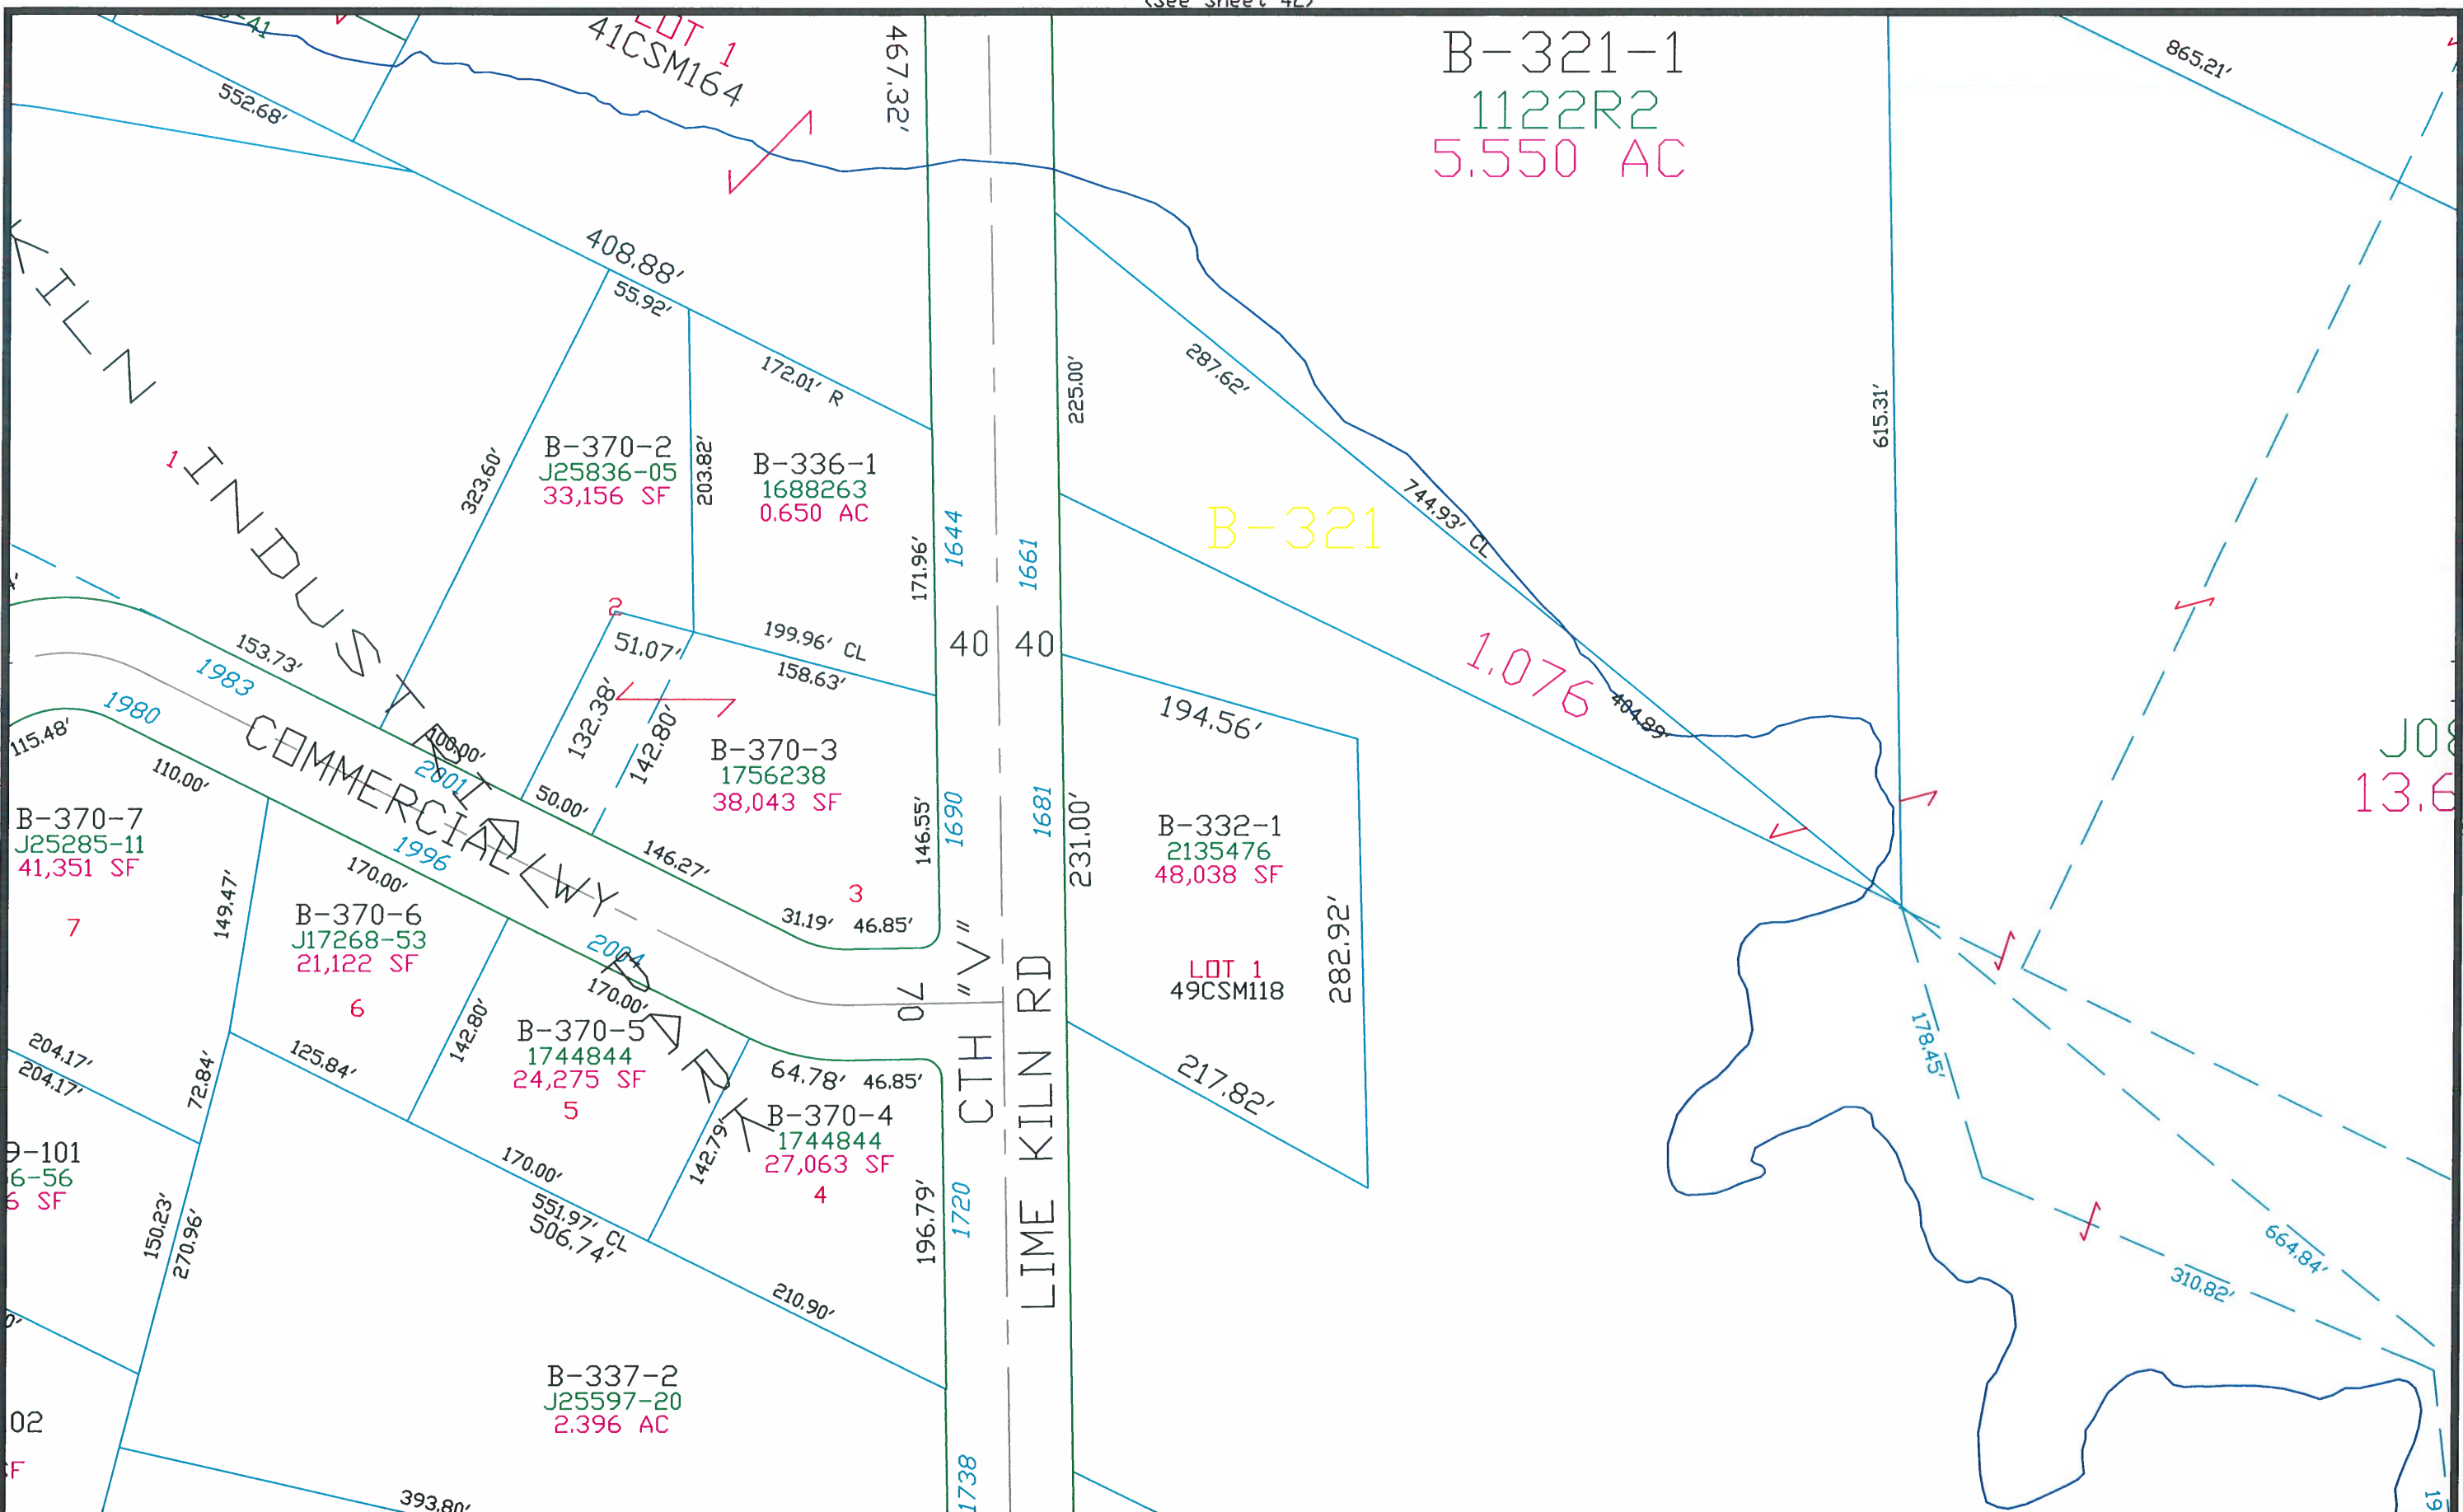 (See Sheet 4L)
LOT 1
41CSM164
467.32'
B-321-1
1122R2
5.550 AC
865.21'
552.68'
408.88'
55.92'
172.01' R
225.00'
287.62'
615.31'
KILN INDUSTRIAL PARK
1
323.60'
B-370-2
J25836-05
33,156 SF
203.82'
B-336-1
1688263
0.650 AC
171.96'
1644
1661
B-321
744.93' CL
1.076
404.89'
2
51.07'
199.96' CL
158.63'
40
40
153.73'
1983
1980
115.48'
110.00'
COMMERCIAL WY
100.00'
2001
50.00'
132.38'
142.80'
B-370-3
1756238
38,043 SF
146.55'
1690
1681
231.00'
194.56'
B-332-1
2135476
48,038 SF
282.92'
LOT 1
49CSM118
217.82'
13.6
B-370-7
J25285-11
41,351 SF
7
149.47'
1996
170.00'
146.27'
3
31.19'
46.85'
B-370-6
J17268-53
21,122 SF
6
2004
170.00'
70
CTH "V"
LIME KILN RD
142.80'
B-370-5
1744844
24,275 SF
5
64.78'
46.85'
B-370-4
1744844
27,063 SF
4
142.79'
204.17'
204.17'
72.84'
125.84'
9-101
6-56
6 SF
150.23'
270.96'
170.00'
551.97' CL
506.74'
196.79'
1720
210.90'
178.45'
664.84'
310.82'
B-337-2
J25597-20
2.396 AC
02
1738
393.80'
19